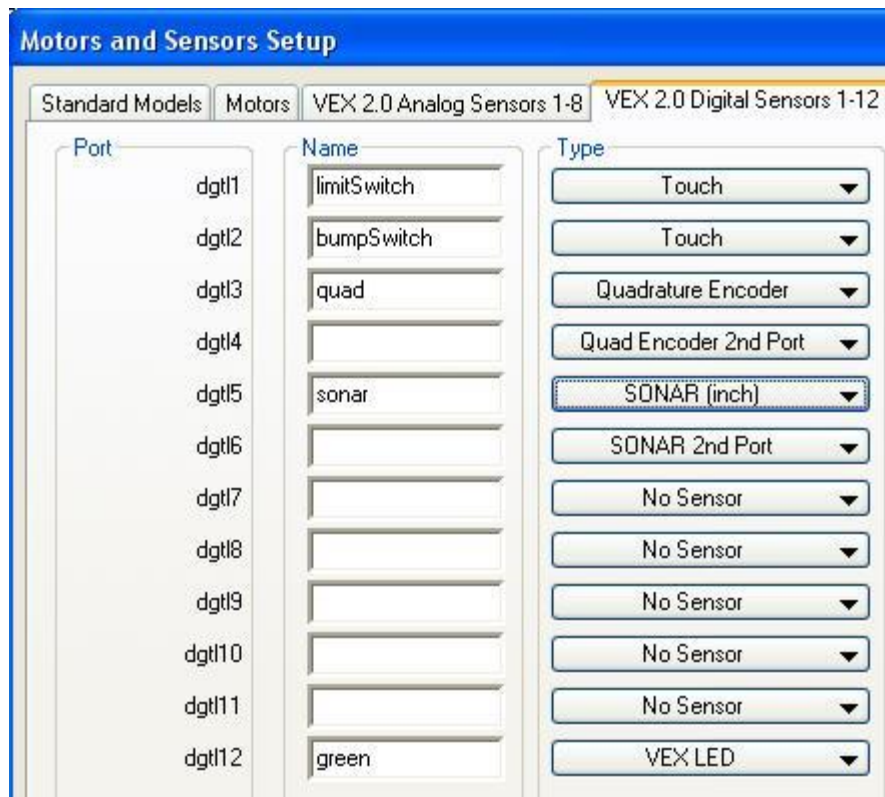 Motors and Sensors Setup
Standard Models Motors VEX 2.0 Analog Sensors 1-8 VEX 2.0 Digital Sensors 1-12
Port Name Type
dgtl1 limitSwitch Touch
dgtl2 bumpSwitch Touch
dgtl3 quad Quadrature Encoder
dgtl4 Quad Encoder 2nd Port
dgtl5 sonar SONAR (inch)
dgtl6 SONAR 2nd Port
dgtl7 No Sensor
dgtl8 No Sensor
dgtl9 No Sensor
dgtl10 No Sensor
dgtl11 No Sensor
dgtl12 green VEX LED